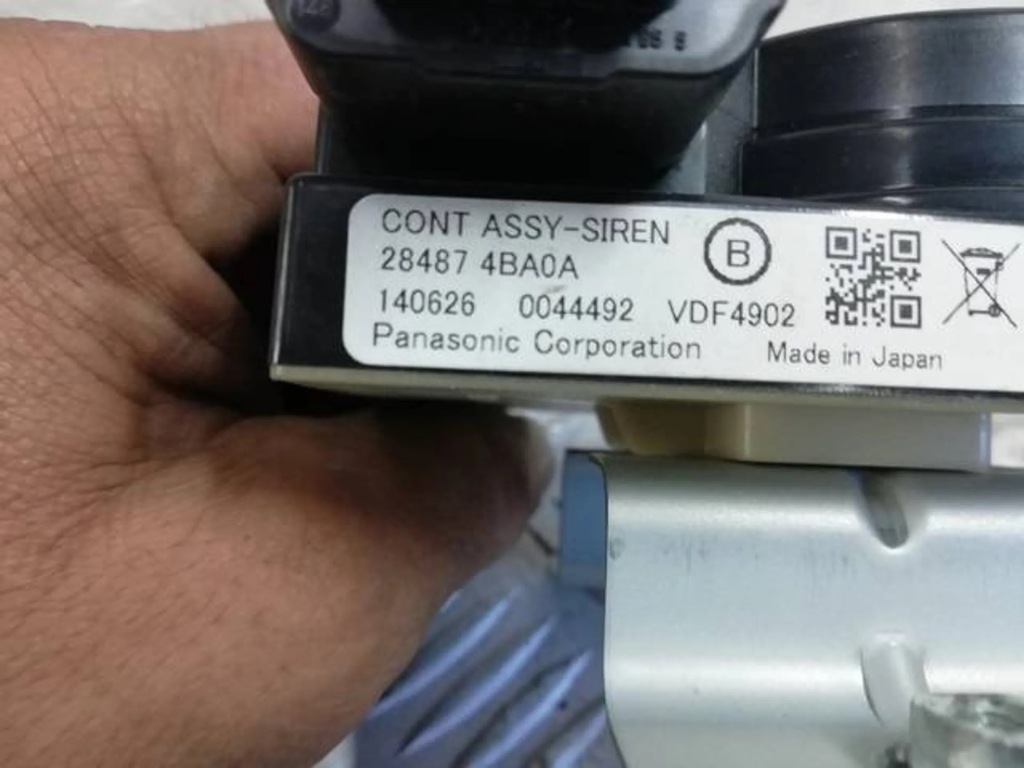 CONT ASSY-SIREN
B
28487 4BA0A
140626 0044492 VDF4902
Panasonic Corporation Made in Japan